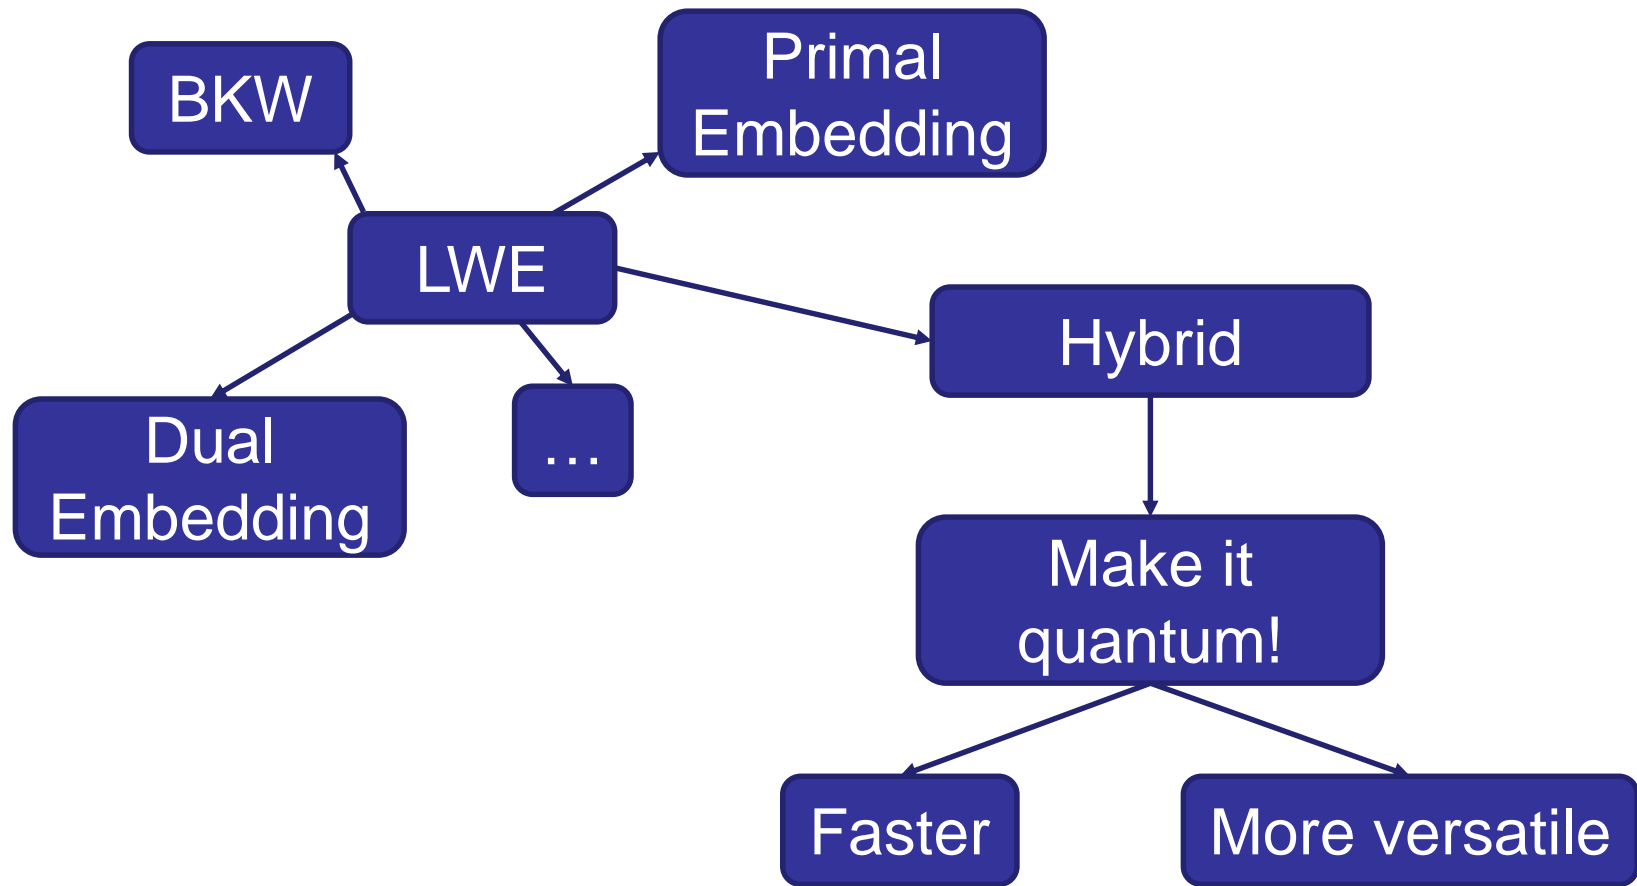 BKW
Primal
Embedding
LWE
Hybrid
Dual
Embedding
…
Make it
quantum!
Faster
More versatile